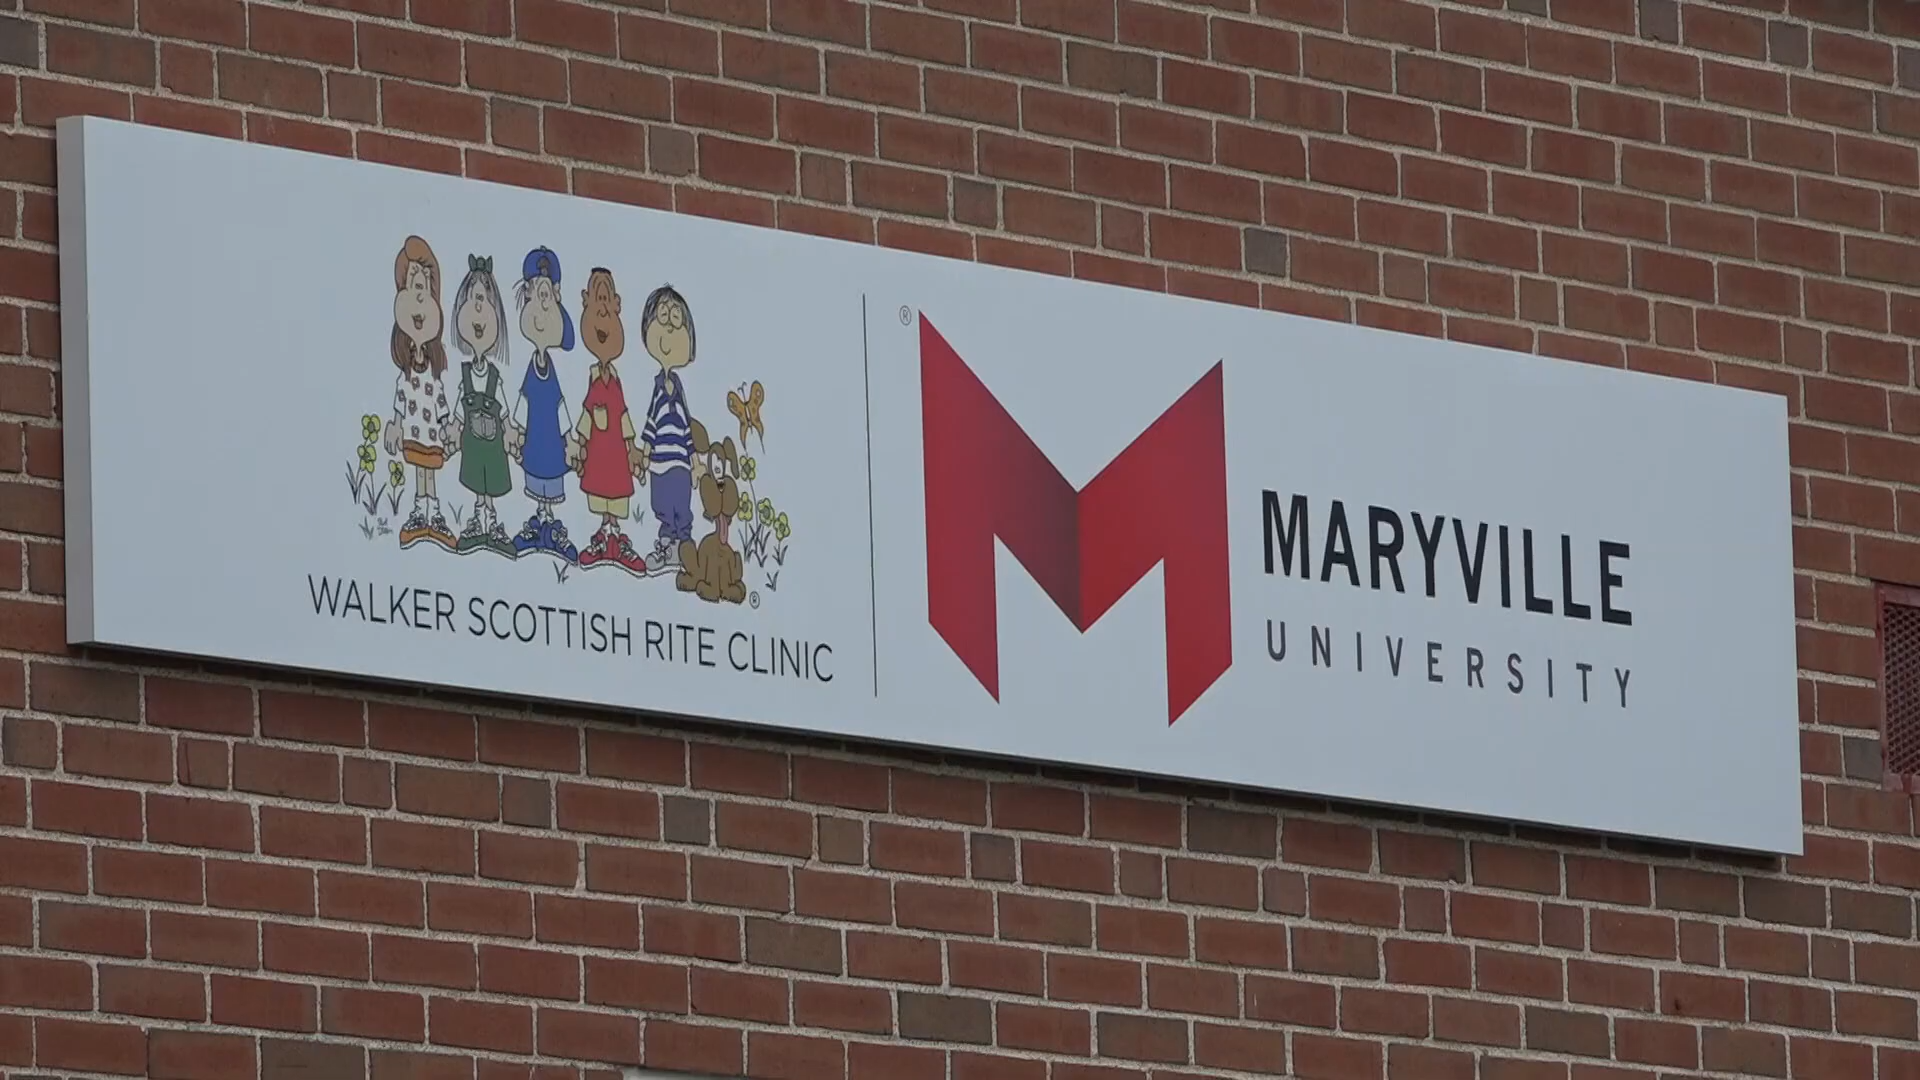 WALKER SCOTTISH RITE CLINIC ®
®
MARYVILLE
UNIVERSITY